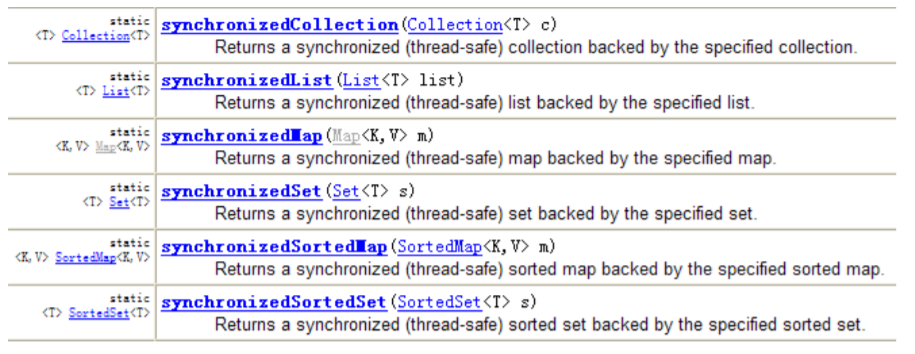 static
<T> Collection<T>
synchronizedCollection(Collection<T> c)
Returns a synchronized (thread-safe) collection backed by the specified collection.
static
<T> List<T>
synchronizedList(List<T> list)
Returns a synchronized (thread-safe) list backed by the specified list.
static
<K,V> Map<K,V>
synchronizedMap(Map<K,V> m)
Returns a synchronized (thread-safe) map backed by the specified map.
static
<T> Set<T>
synchronizedSet(Set<T> s)
Returns a synchronized (thread-safe) set backed by the specified set.
static
<K,V> SortedMap<K,V>
synchronizedSortedMap(SortedMap<K,V> m)
Returns a synchronized (thread-safe) sorted map backed by the specified sorted map.
static
<T> SortedSet<T>
synchronizedSortedSet(SortedSet<T> s)
Returns a synchronized (thread-safe) sorted set backed by the specified sorted set.